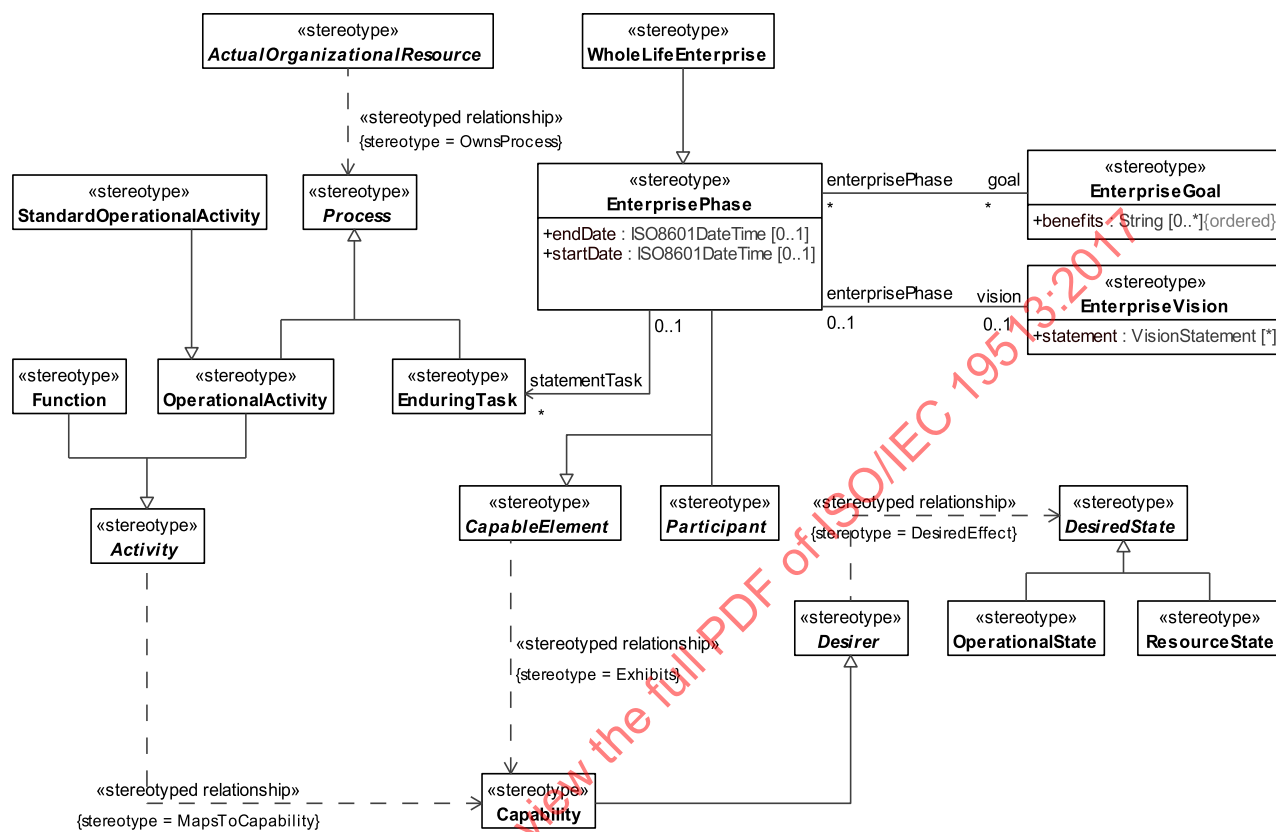 «stereotype»
ActualOrganizationalResource
«stereotype»
WholeLifeEnterprise
«stereotyped relationship»
{stereotype = OwnsProcess}
«stereotype»
StandardOperationalActivity
«stereotype»
Process
«stereotype»
EnterprisePhase
+endDate : ISO8601DateTime [0..1]
+startDate : ISO8601DateTime [0..1]
enterprisePhase
goal
*
*
«stereotype»
EnterpriseGoal
+benefits : String [0..*]{ordered}
enterprisePhase
vision
0..1
0..1
«stereotype»
EnterpriseVision
+statement : VisionStatement [*]
0..1
statementTask
*
«stereotype»
Function
«stereotype»
OperationalActivity
«stereotype»
EnduringTask
«stereotype»
Activity
«stereotype»
CapableElement
«stereotype»
Participant
«stereotyped relationship»
{stereotype = DesiredEffect}
«stereotype»
DesiredState
«stereotype»
Desirer
«stereotype»
OperationalState
«stereotype»
ResourceState
«stereotyped relationship»
{stereotype = Exhibits}
«stereotyped relationship»
{stereotype = MapsToCapability}
«stereotype»
Capability
view the full PDF of ISO/IEC 19513:2017